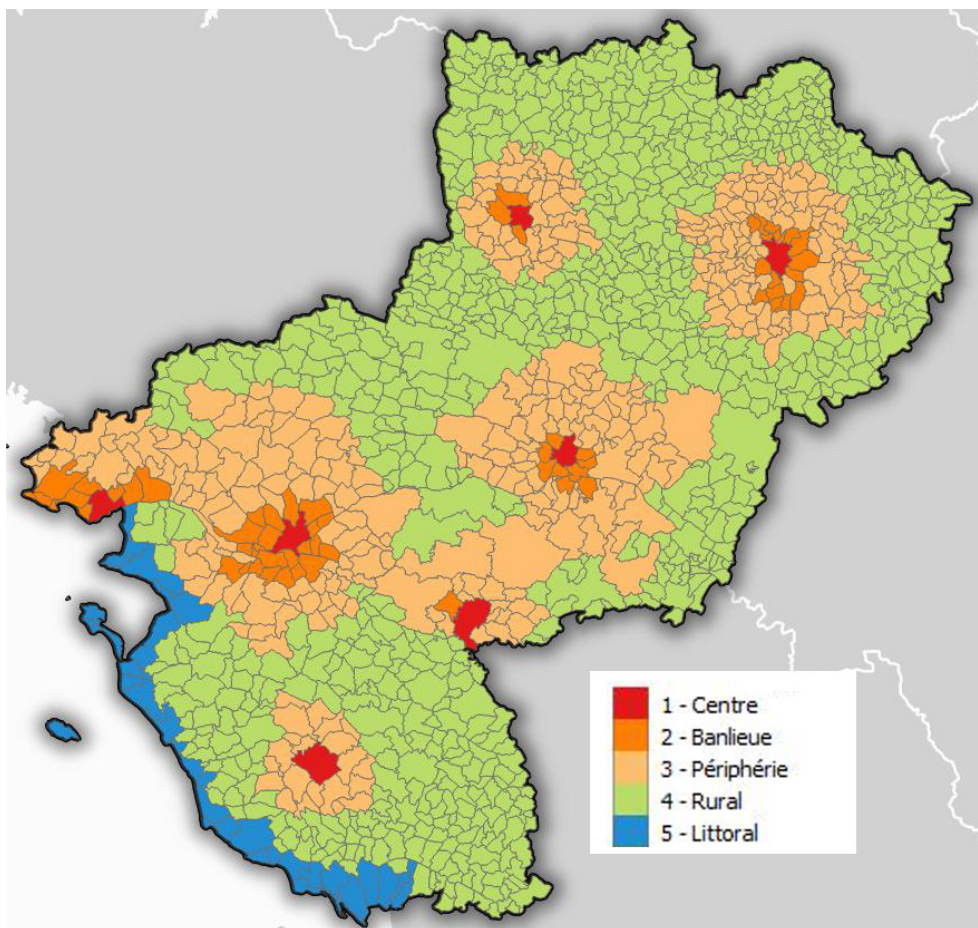 1 - Centre
2 - Banlieue
3 - Périphérie
4 - Rural
5 - Littoral